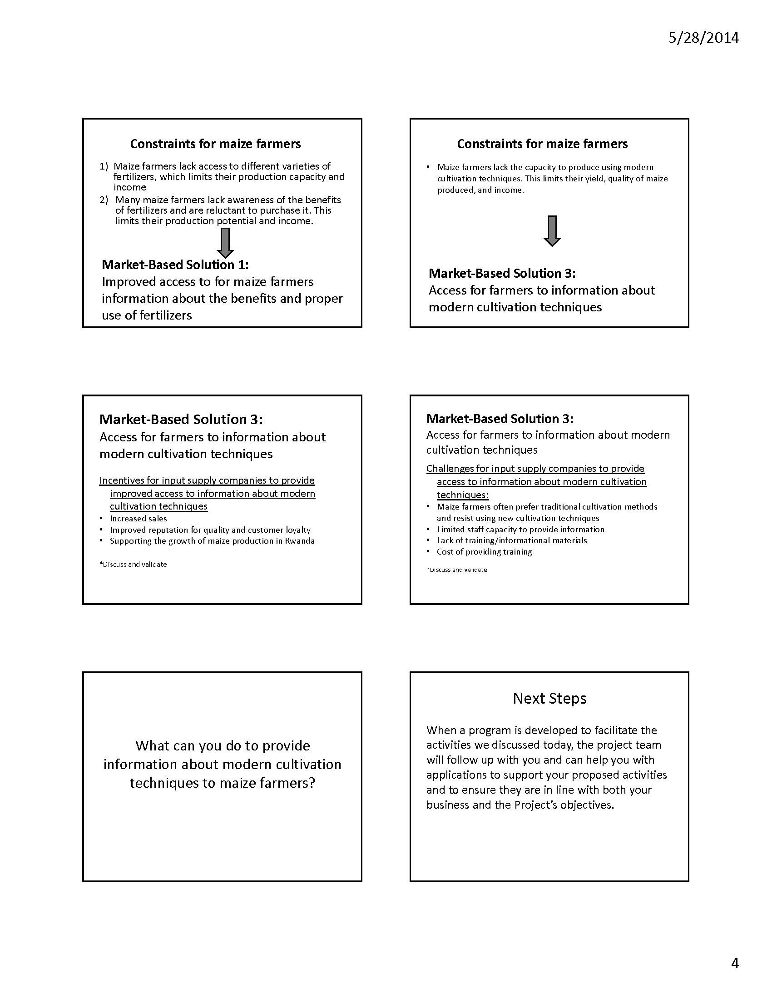 5/28/2014
Constraints for maize farmers
1) Maize farmers lack access to different varieties of
fertilizers, which limits their production capacity and
income
2) Many maize farmers lack awareness of the benefits
of fertilizers and are reluctant to purchase it. This
limits their production potential and income.
Market-Based Solution 1:
Improved access to for maize farmers
information about the benefits and proper
use of fertilizers
Constraints for maize farmers
• Maize farmers lack the capacity to produce using modern
cultivation techniques. This limits their yield, quality of maize
produced, and income.
Market-Based Solution 3:
Access for farmers to information about
modern cultivation techniques
Market-Based Solution 3:
Access for farmers to information about
modern cultivation techniques
Incentives for input supply companies to provide
improved access to information about modern
cultivation techniques
• Increased sales
• Improved reputation for quality and customer loyalty
• Supporting the growth of maize production in Rwanda
*Discuss and validate
Market-Based Solution 3:
Access for farmers to information about modern
cultivation techniques
Challenges for input supply companies to provide
access to information about modern cultivation
techniques:
• Maize farmers often prefer traditional cultivation methods
and resist using new cultivation techniques
• Limited staff capacity to provide information
• Lack of training/informational materials
• Cost of providing training
*Discuss and validate
What can you do to provide
information about modern cultivation
techniques to maize farmers?
Next Steps
When a program is developed to facilitate the
activities we discussed today, the project team
will follow up with you and can help you with
applications to support your proposed activities
and to ensure they are in line with both your
business and the Project’s objectives.
4